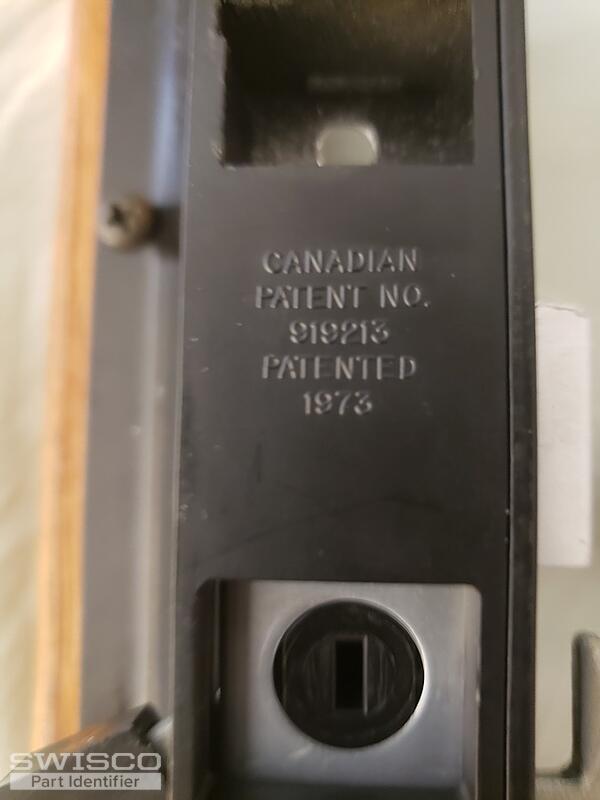 CANADIAN
PATENT NO.
919213
PATENTED
1973
SWISCO
Part Identifier